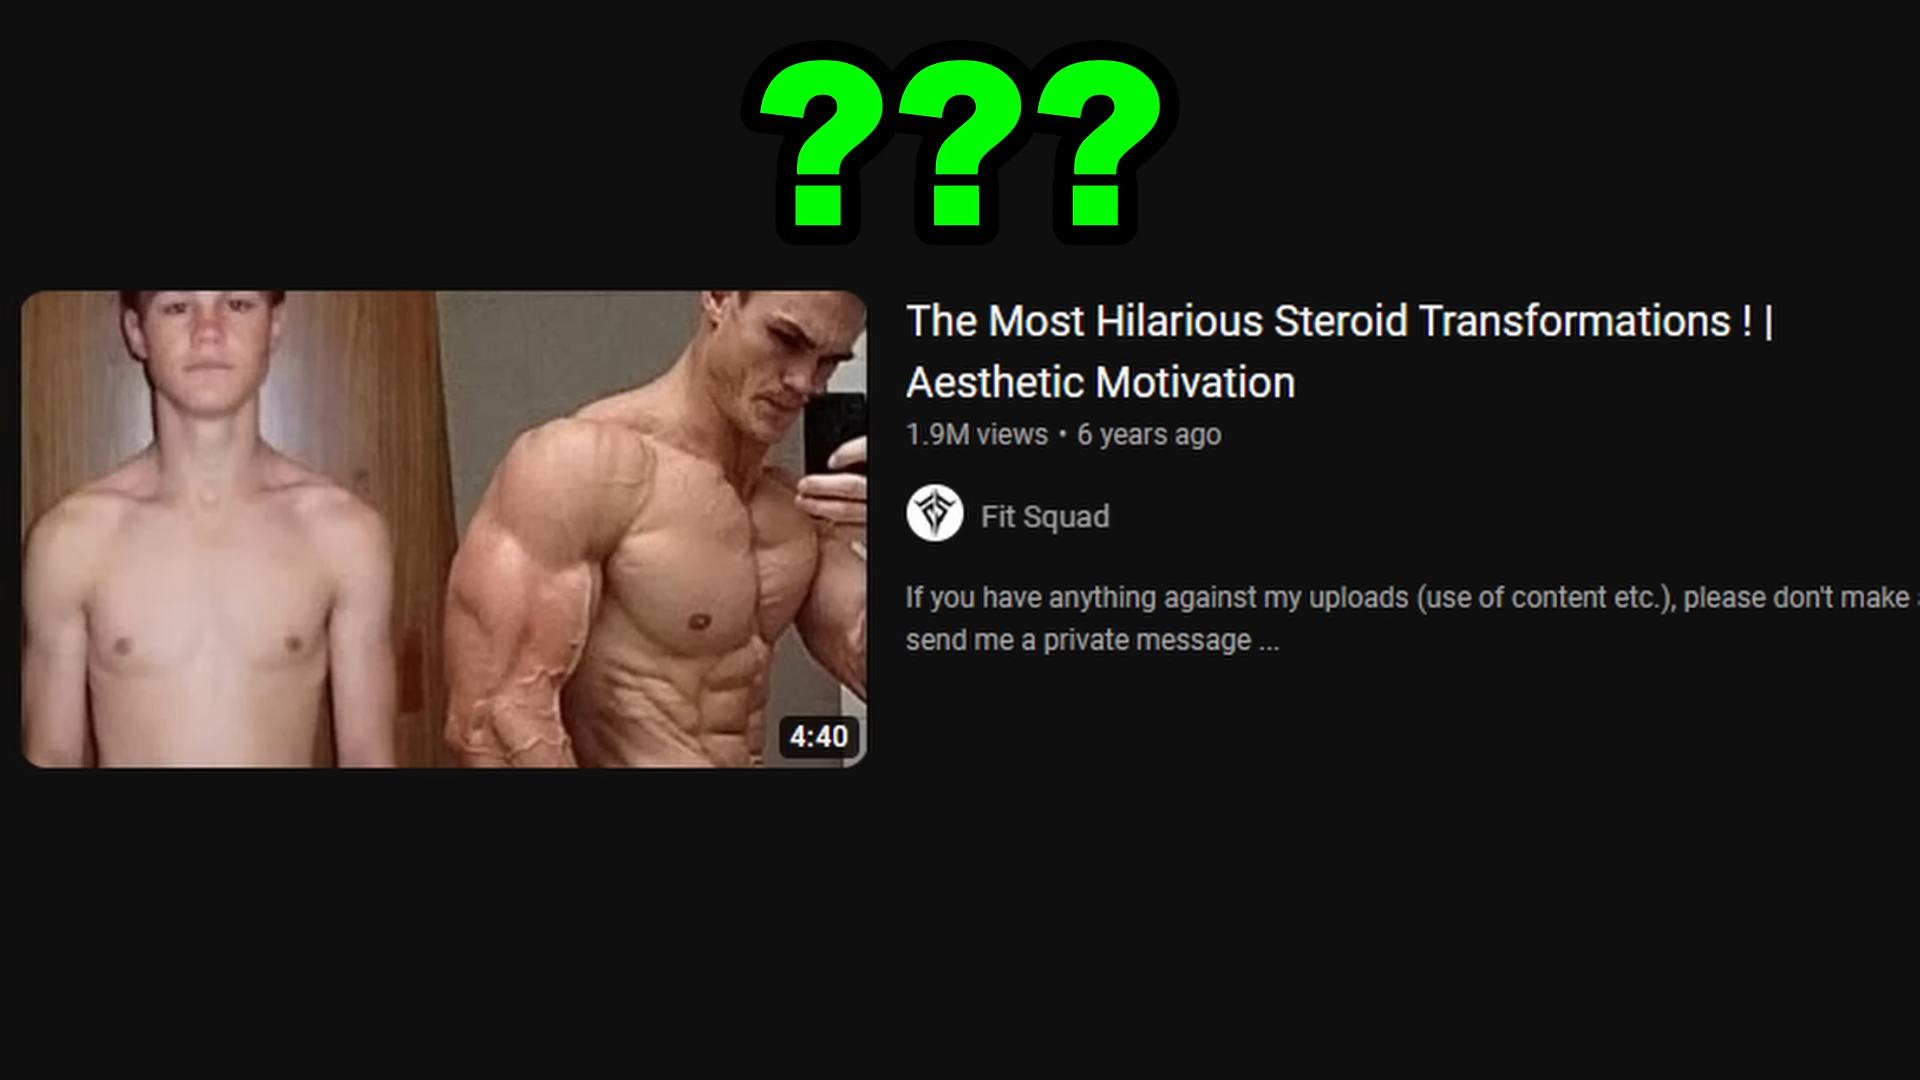 ???
The Most Hilarious Steroid Transformations ! |
Aesthetic Motivation
1.9M views • 6 years ago
Fit Squad
If you have anything against my uploads (use of content etc.), please don't make
send me a private message ...
4:40